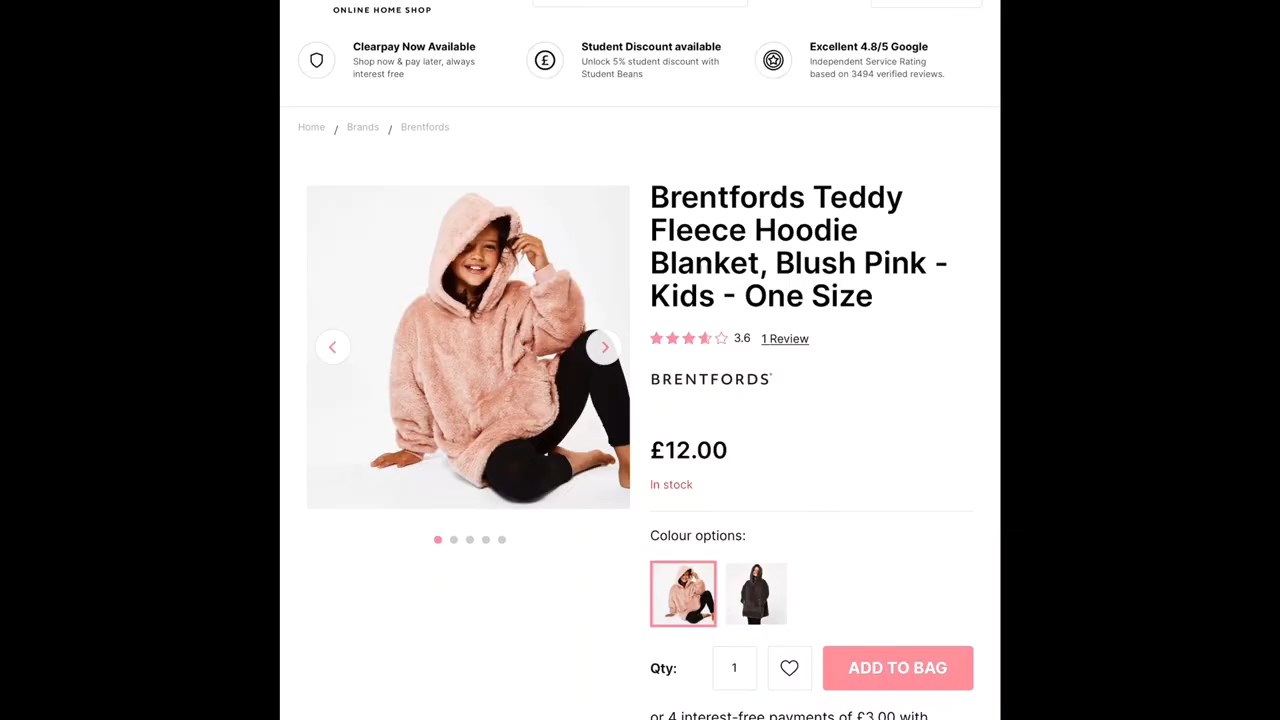 ONLINE HOME SHOP
Clearpay Now Available
Shop now & pay later, always
interest free
£
Student Discount available
Unlock 5% student discount with
Student Beans
Excellent 4.8/5 Google
Independent Service Rating
based on 3494 verified reviews.
Home / Brands / Brentfords
Brentfords Teddy
Fleece Hoodie
Blanket, Blush Pink -
Kids - One Size
3.6 1 Review
BRENTFORDS
£12.00
In stock
Colour options:
Qty: 1 ADD TO BAG
or 4 interest-free payments of £3.00 with